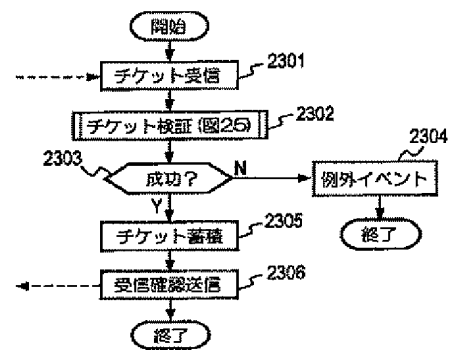 開始
チケット受信 2301
チケット検証(図25) 2302
2303 成功? N
Y
2304
例外イベント
終了
チケット蓄積 2305
受信確認送信 2306
終了